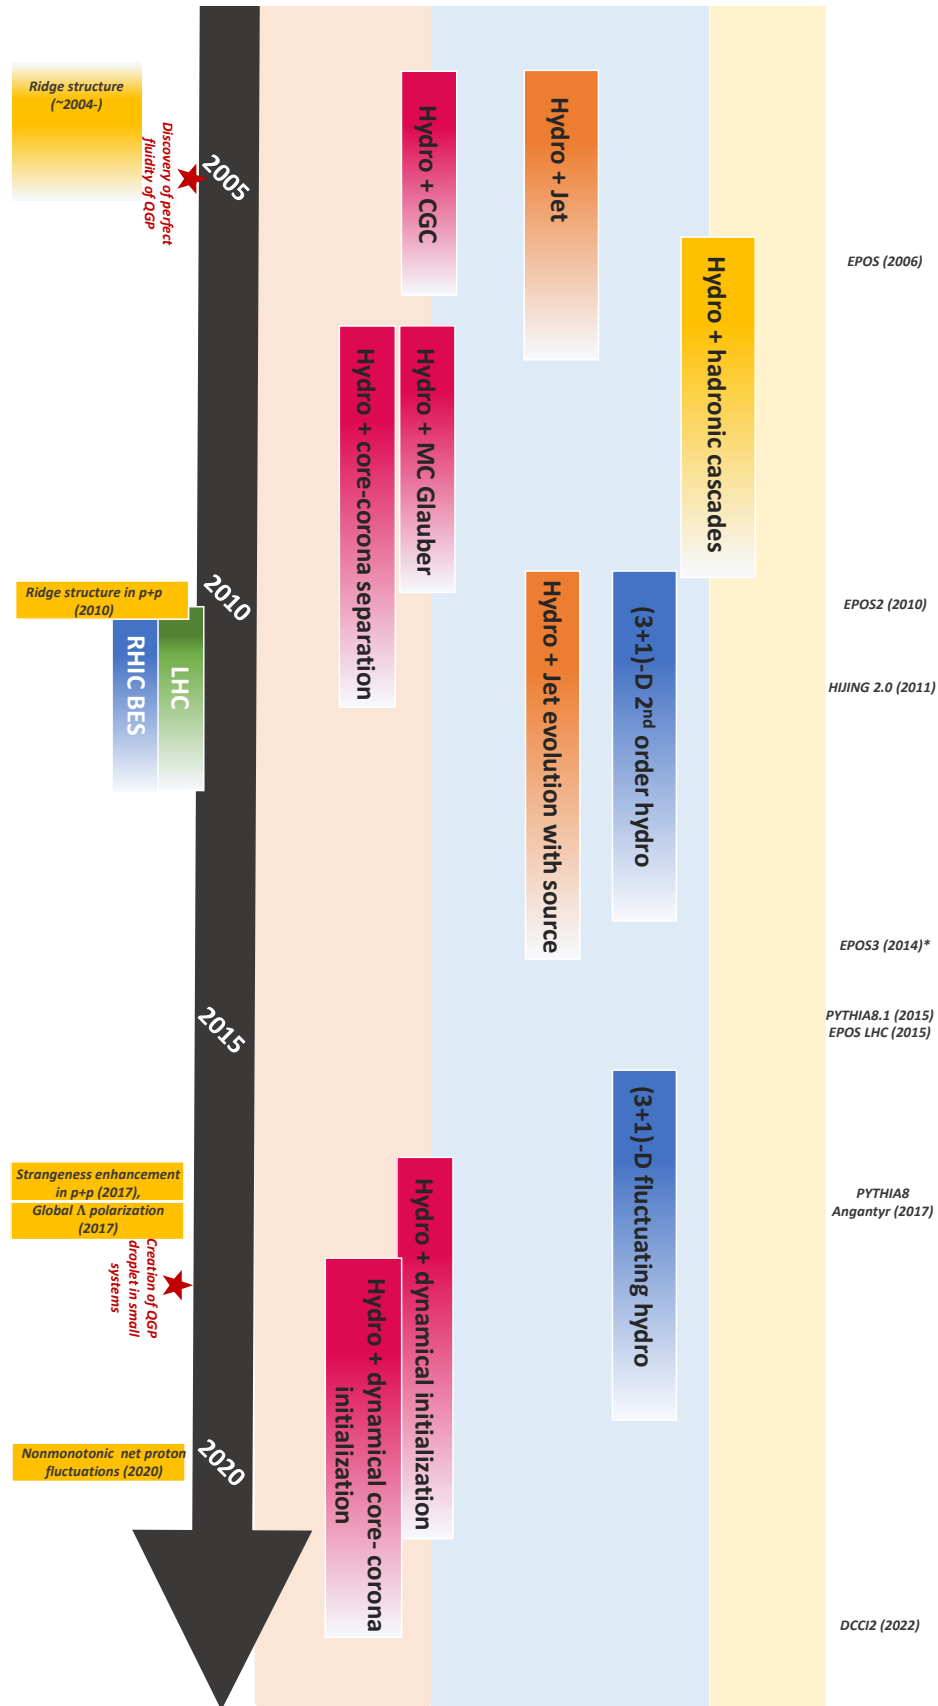 Ridge structure
(~2004-)
Discovery of perfect
fluidity of QGP
2005
Hydro + CGC
Hydro + Jet
EPOS (2006)
Hydro + hadronic cascades
Hydro + core-corona separation
Hydro + MC Glauber
2010
Ridge structure in p+p
(2010)
RHIC BES
LHC
Hydro + Jet evolution with source
(3+1)-D 2nd order hydro
EPOS2 (2010)
HIJING 2.0 (2011)
EPOS3 (2014)*
2015
PYTHIA8.1 (2015)
EPOS LHC (2015)
(3+1)-D fluctuating hydro
Strangeness enhancement
in p+p (2017),
Global Λ polarization
(2017)
PYTHIA8
Angantyr (2017)
Creation of QGP
droplet in small
systems
Hydro + dynamical initialization
Hydro + dynamical core- corona
initialization
2020
Nonmonotonic net proton
fluctuations (2020)
DCCI2 (2022)